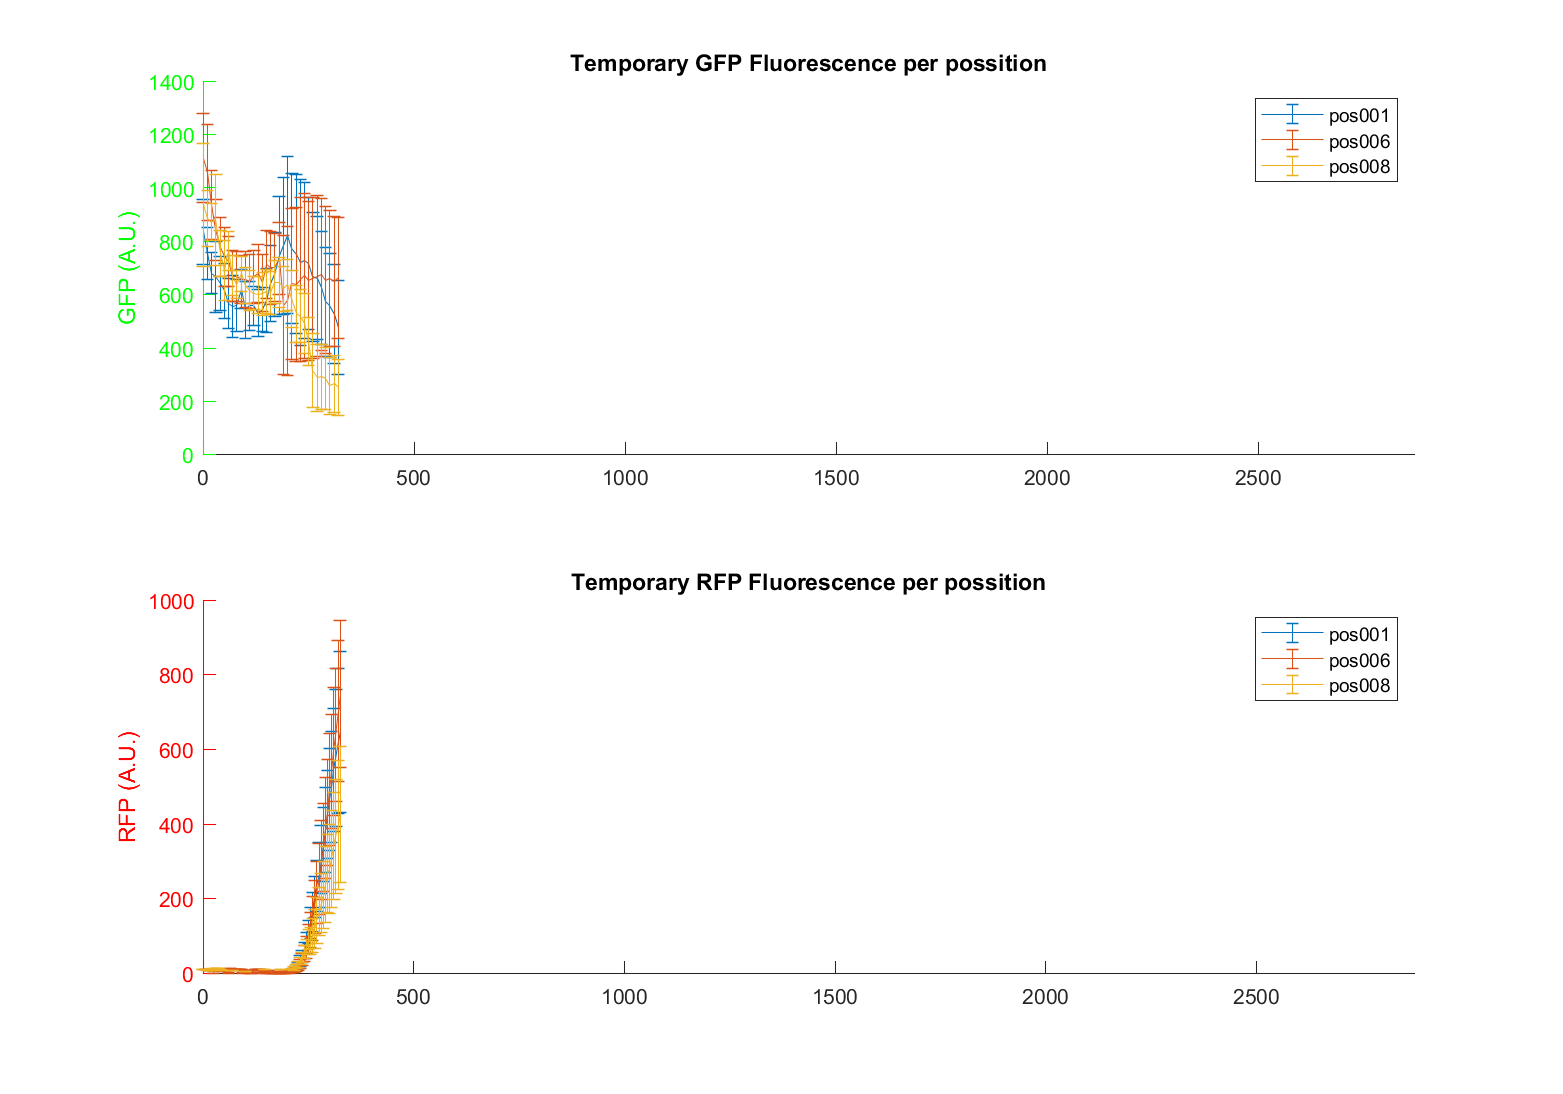 Temporary GFP Fluorescence per possition
1400
1200
1000
800
600
400
200
0
GFP (A.U.)
pos001
pos006
pos008
0 500 1000 1500 2000 2500
Temporary RFP Fluorescence per possition
1000
800
600
400
200
0
RFP (A.U.)
pos001
pos006
pos008
0 500 1000 1500 2000 2500